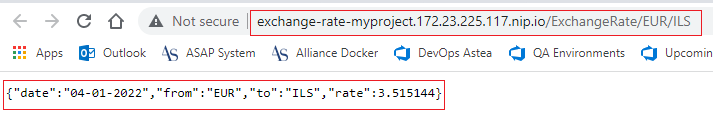 Not secure exchange-rate-myproject.172.23.225.117.nip.io/ExchangeRate/EUR/ILS
Outlook ASAP System Alliance Docker DevOps Astea QA Environments Upcomin
{"date":"04-01-2022","from":"EUR","to":"ILS","rate":3.515144}